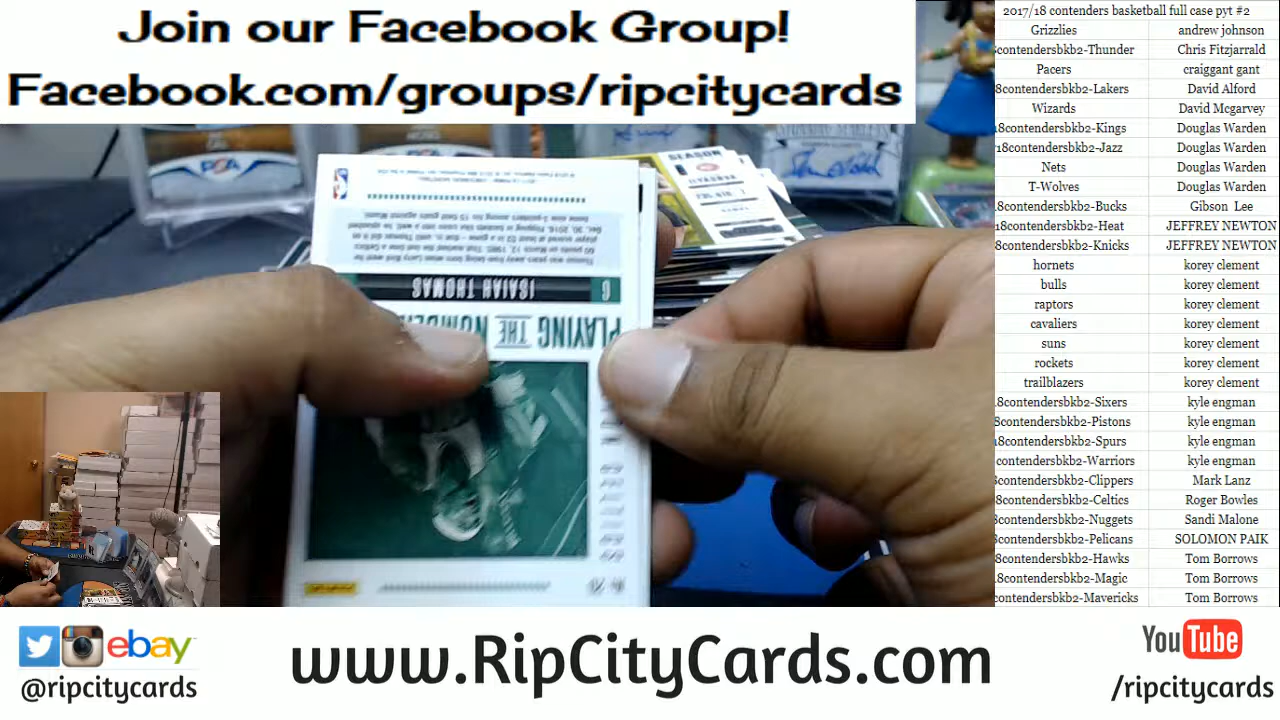 Join our Facebook Group!
Facebook.com/groups/ripcitycards
2017/18 contenders basketball full case pyt #2
Grizzlies andrew johnson
8contendersbkb2-Thunder Chris Fitzjarrald
Pacers craiggant gant
8contendersbkb2-Lakers David Alford
Wizards David Mcgarvey
18contendersbkb2-Kings Douglas Warden
8contendersbkb2-Jazz Douglas Warden
Nets Douglas Warden
T-Wolves Douglas Warden
8contendersbkb2-Bucks Gibson Lee
18contendersbkb2-Heat JEFFREY NEWTON
8contendersbkb2-Knicks JEFFREY NEWTON
hornets korey clement
bulls korey clement
raptors korey clement
cavaliers korey clement
suns korey clement
rockets korey clement
trailblazers korey clement
18contendersbkb2-Sixers kyle engman
8contendersbkb2-Pistons kyle engman
8contendersbkb2-Spurs kyle engman
contendersbkb2-Warriors kyle engman
8contendersbkb2-Clippers Mark Lanz
8contendersbkb2-Celtics Roger Bowles
8contendersbkb2-Nuggets Sandi Malone
8contendersbkb2-Pelicans SOLOMON PAIK
8contendersbkb2-Hawks Tom Borrows
8contendersbkb2-Magic Tom Borrows
contendersbkb2-Mavericks Tom Borrows
PSA
SEASON
PLAYING THE
6 ISAIAH THOMAS
ebay
@ripcitycards
www.RipCityCards.com
YouTube
/ripcitycards